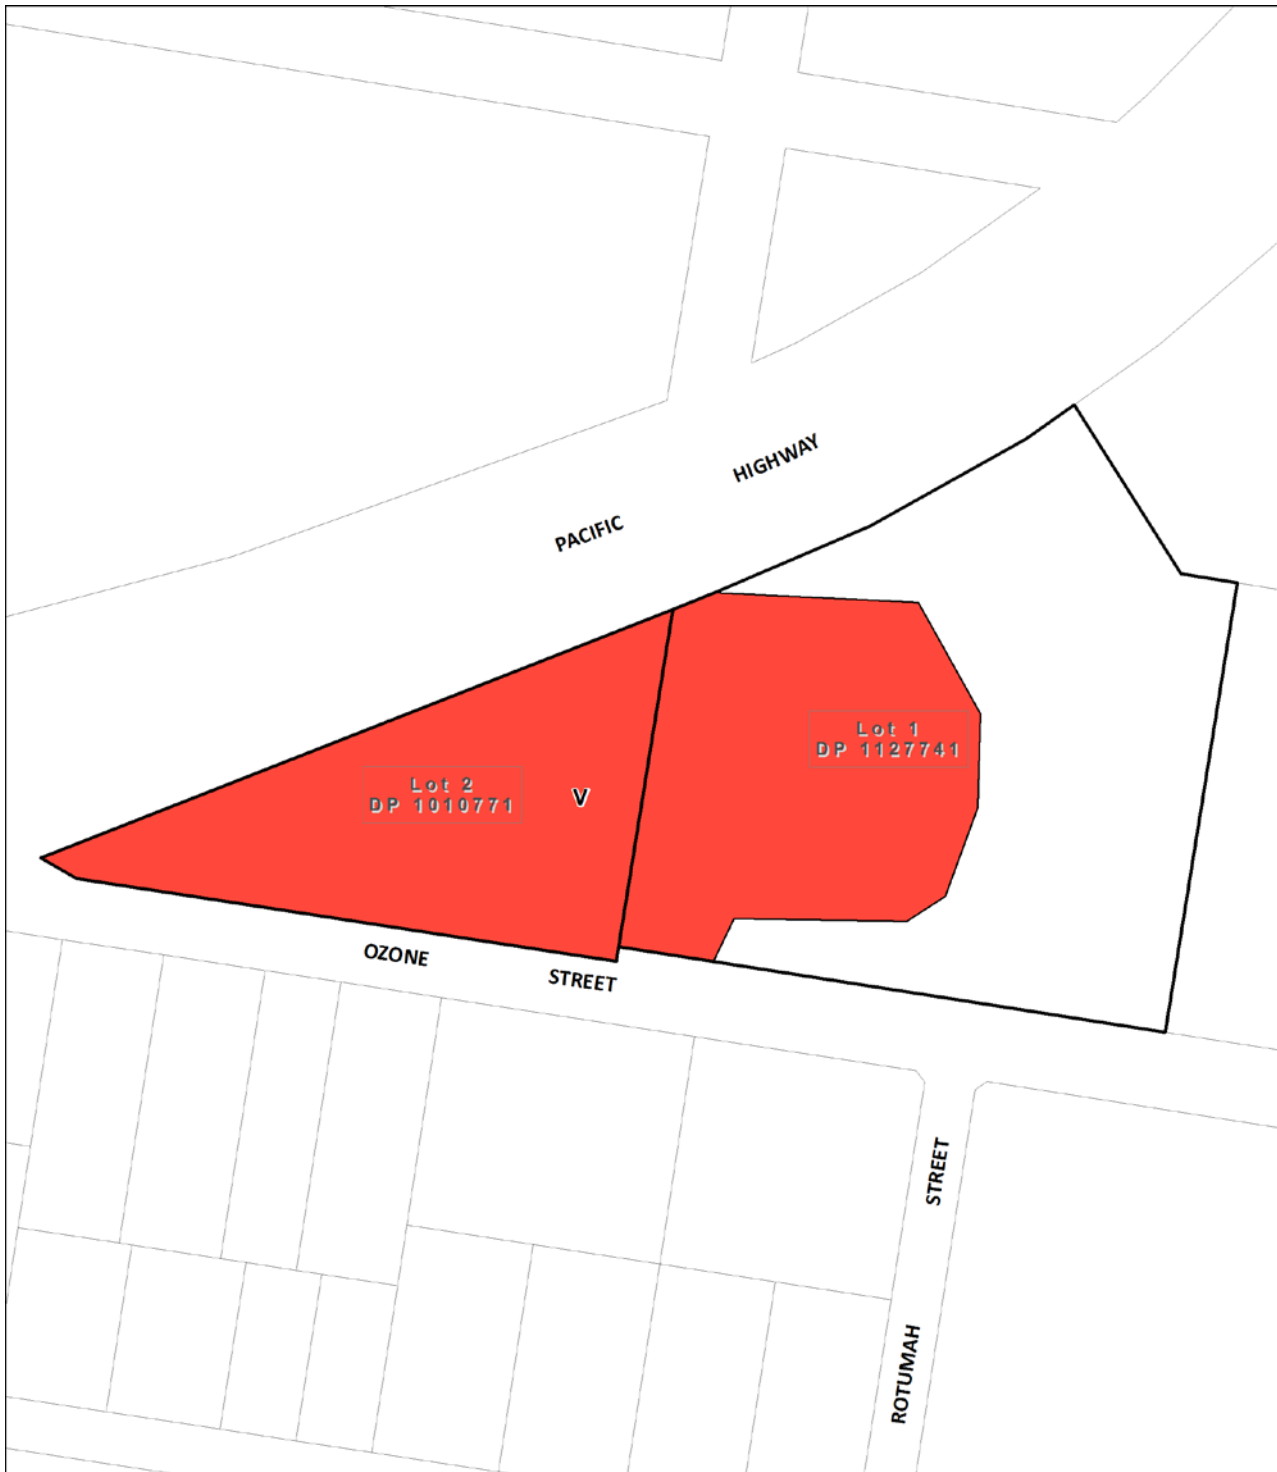 HIGHWAY
PACIFIC
Lot 1
DP 1127741
Lot 2
DP 1010771
V
OZONE
STREET
STREET
ROTUMAH